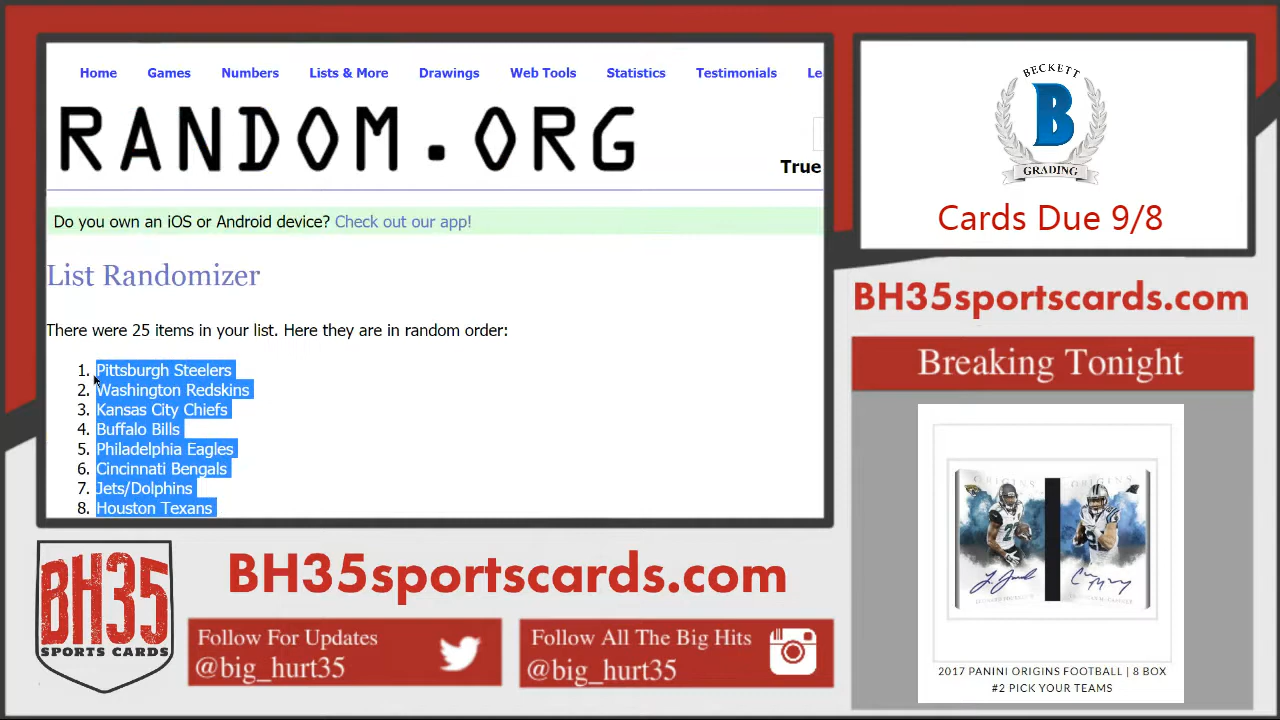 Home Games Numbers Lists & More Drawings Web Tools Statistics Testimonials Le
RANDOM.ORG
True
Do you own an iOS or Android device? Check out our app!
List Randomizer
There were 25 items in your list. Here they are in random order:
1. Pittsburgh Steelers
2. Washington Redskins
3. Kansas City Chiefs
4. Buffalo Bills
5. Philadelphia Eagles
6. Cincinnati Bengals
7. Jets/Dolphins
8. Houston Texans
BECKETT
B
GRADING
Cards Due 9/8
BH35sportscards.com
Breaking Tonight
ORIGINS ORIGINS
2017 PANINI ORIGINS FOOTBALL | 8 BOX
#2 PICK YOUR TEAMS
BH35
SPORTS CARDS
BH35sportscards.com
Follow For Updates
@big_hurt35
Follow All The Big Hits
@big_hurt35